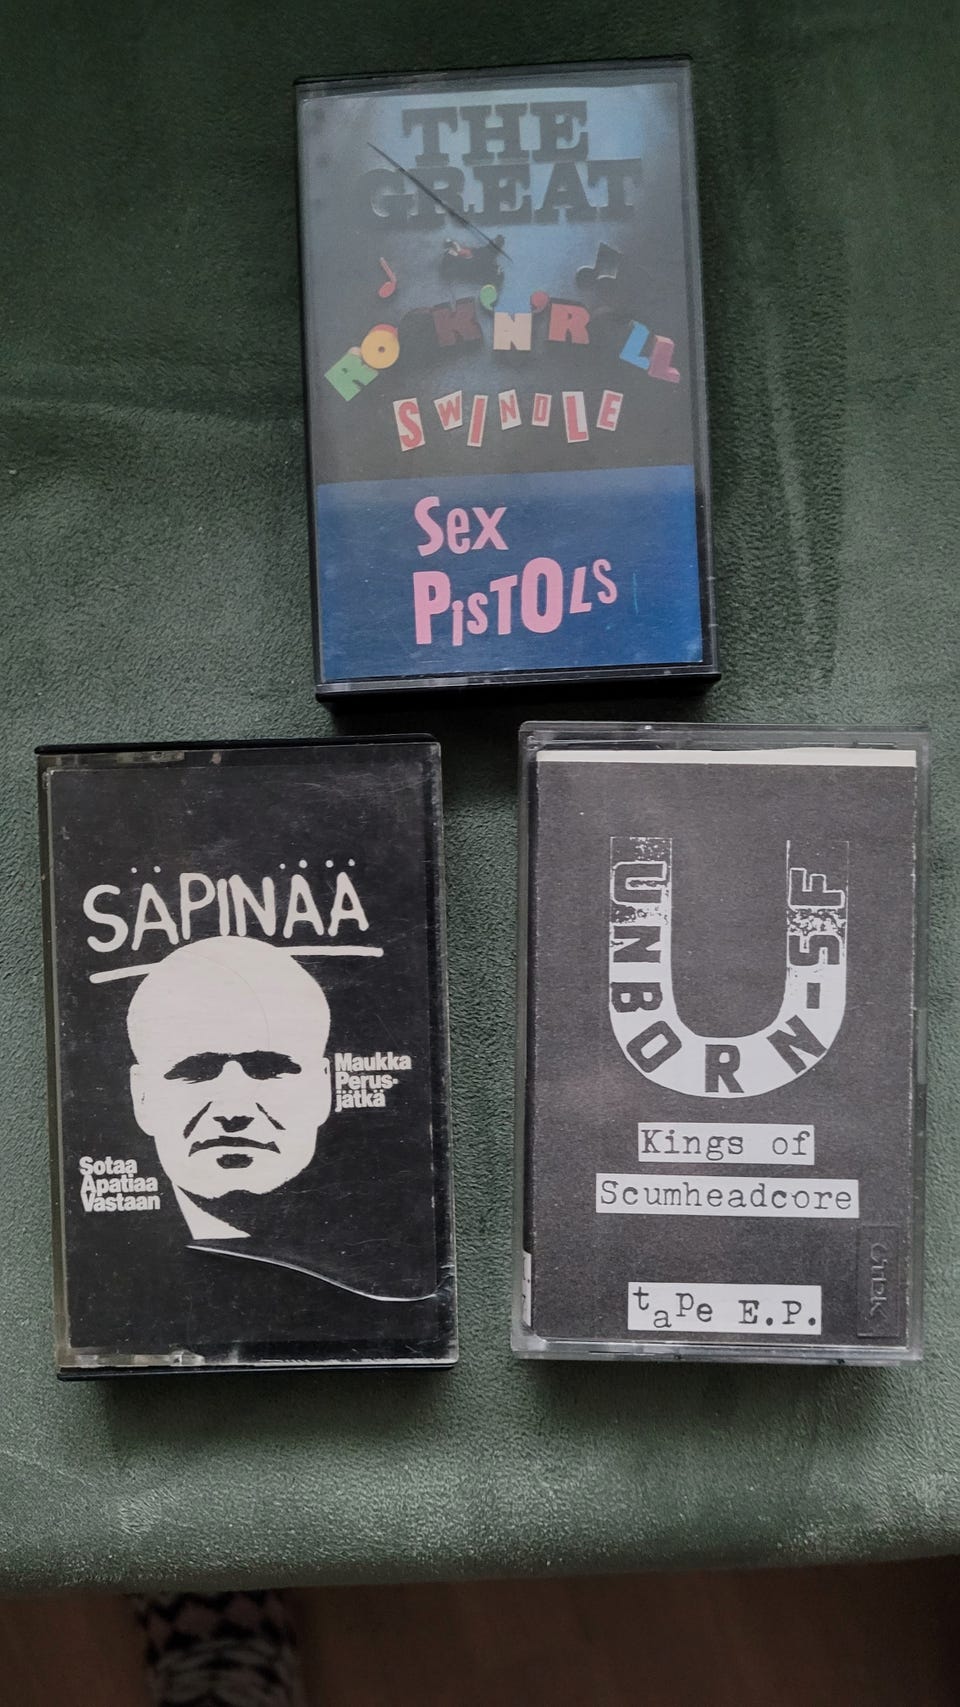 THE
GREAT
ROCK'N'ROLL
SWINDLE
Sex
PISTOLS
SÄPINÄÄ
Maukka
Perus-
jätkä
Sotaa
Apatiaa
Vastaan
UNBORN-SF
Kings of
Scumheadcore
tape E.P.
TDK